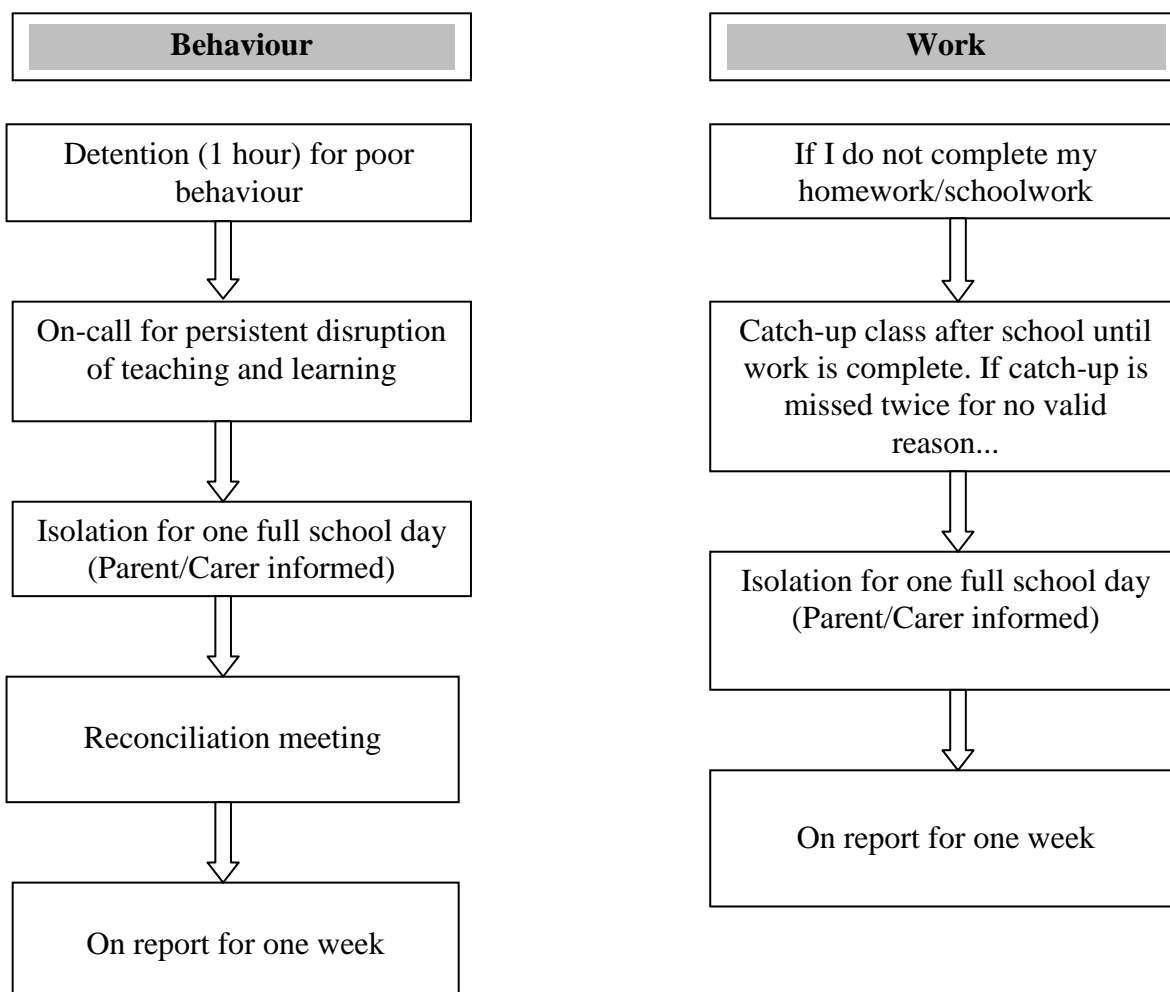 Behaviour
Detention (1 hour) for poor
behaviour
On-call for persistent disruption
of teaching and learning
Isolation for one full school day
(Parent/Carer informed)
Reconciliation meeting
On report for one week
Work
If I do not complete my
homework/schoolwork
Catch-up class after school until
work is complete. If catch-up is
missed twice for no valid
reason...
Isolation for one full school day
(Parent/Carer informed)
On report for one week